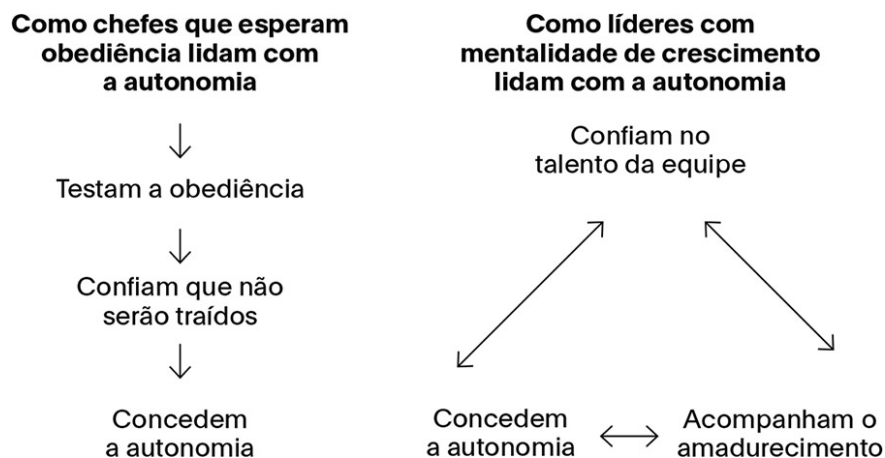 Como chefes que esperam
obediência lidam com
a autonomia
Testam a obediência
Confiam que não
serão traídos
Concedem
a autonomia
Como líderes com
mentalidade de crescimento
lidam com a autonomia
Confiam no
talento da equipe
Concedem
a autonomia
Acompanham o
amadurecimento